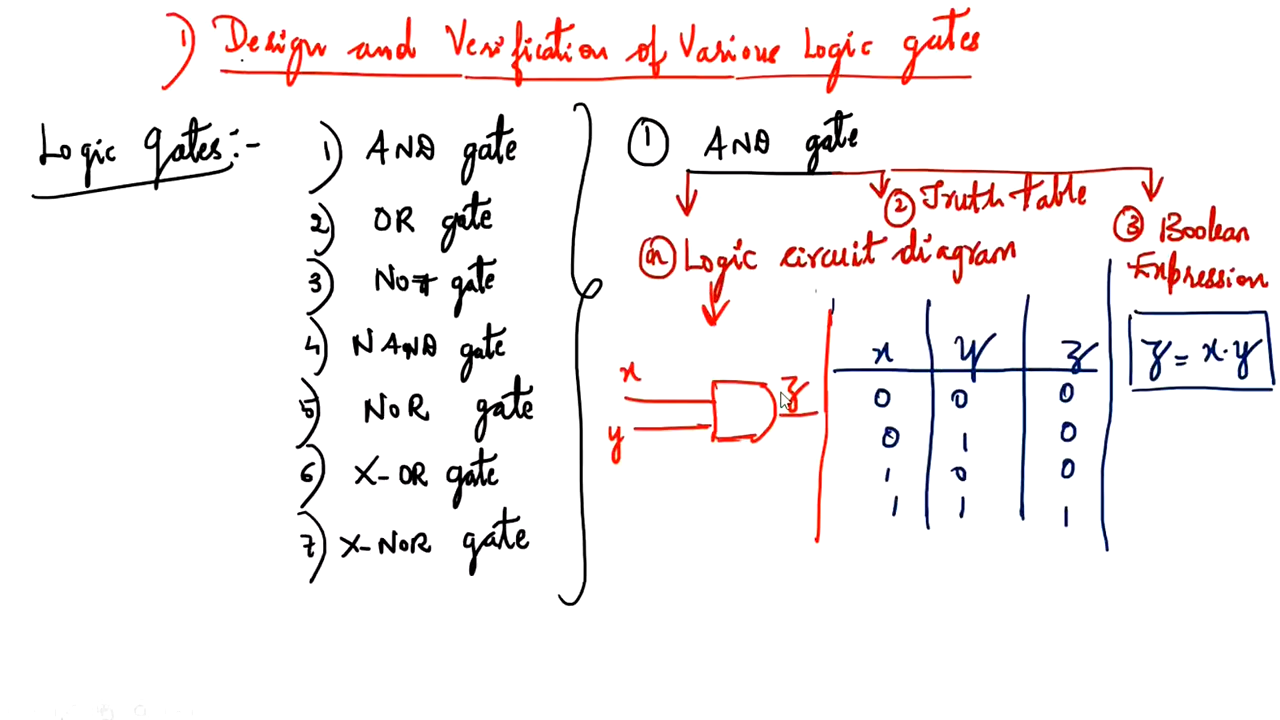 1) Design and Verification of Various Logic gates
Logic gates:-
1) AND gate
2) OR gate
3) NOT gate
4) NAND gate
5) NOR gate
6) X-OR gate
7) X-NOR gate
① AND gate
Logic circuit diagram
② Truth table
③ Boolean
Expression
x
y
z
x y z
0 0 0
0 1 0
1 0 0
1 1 1
z = x·y